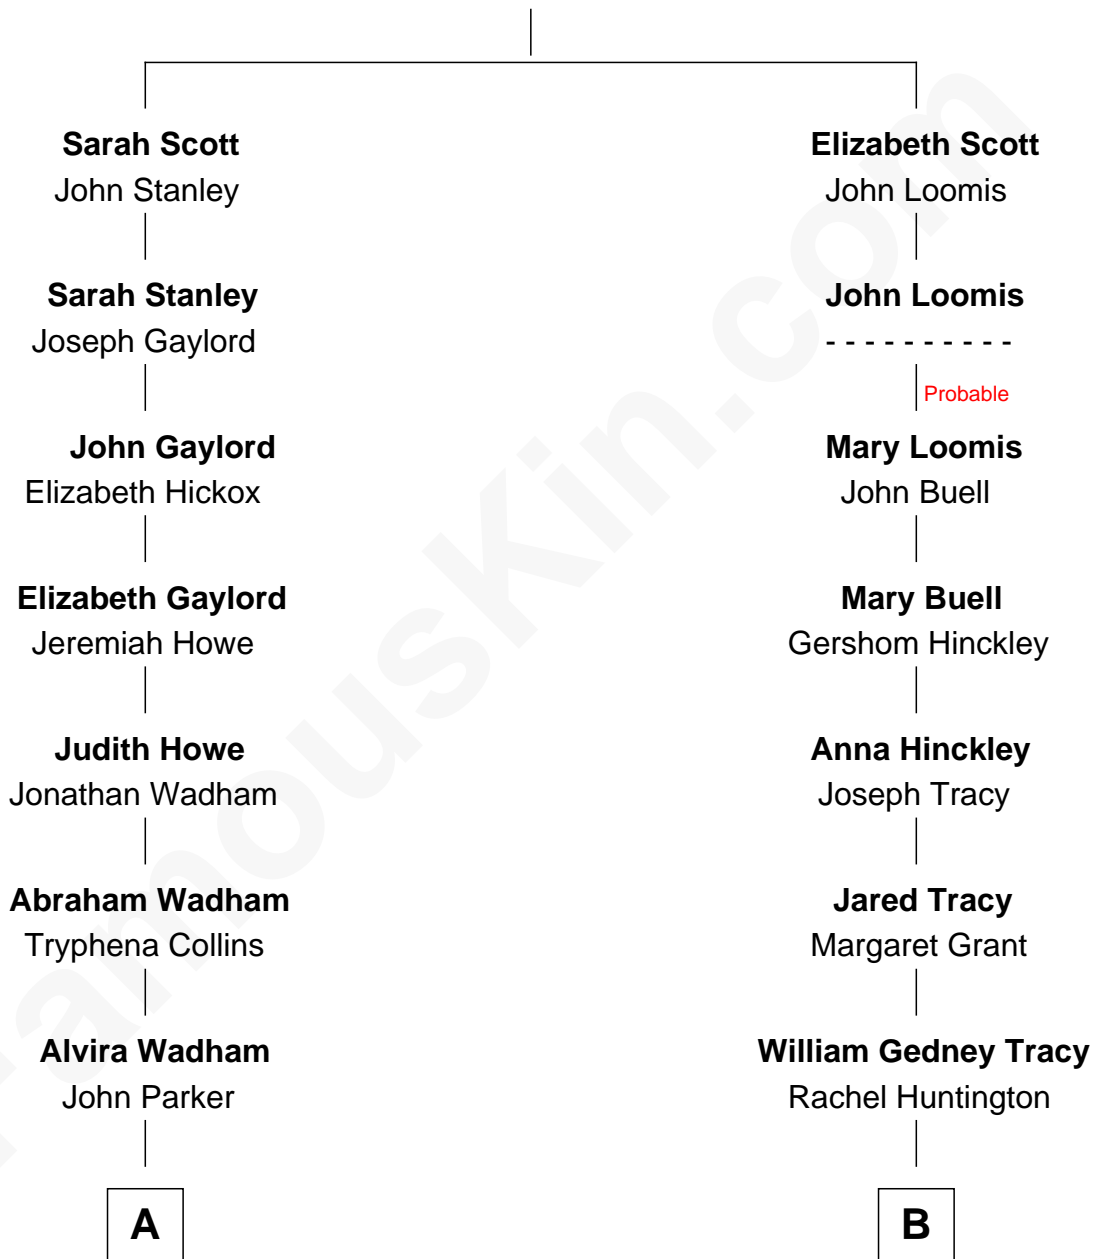 Sarah Scott
John Stanley
Sarah Stanley
Joseph Gaylord
John Gaylord
Elizabeth Hickox
Elizabeth Gaylord
Jeremiah Howe
Judith Howe
Jonathan Wadham
Abraham Wadham
Tryphena Collins
Alvira Wadham
John Parker
A
Elizabeth Scott
John Loomis
John Loomis
- - - - - - - - - -
Probable
Mary Loomis
John Buell
Mary Buell
Gershom Hinckley
Anna Hinckley
Joseph Tracy
Jared Tracy
Margaret Grant
William Gedney Tracy
Rachel Huntington
B
FamousKin.com